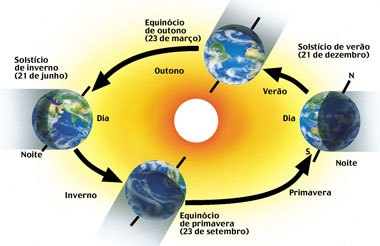 Equinócio
de outono
(23 de março)
Solstício
de inverno
(21 de junho)
Solstício de verão
(21 de dezembro)
N
Outono
Verão
Dia
Dia
S
Noite
Noite
Inverno
Primavera
Equinócio
de primavera
(23 de setembro)